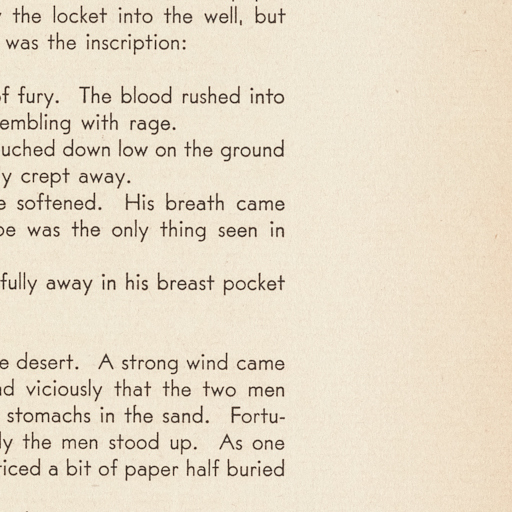 the locket into the well, but
was the inscription:
of fury. The blood rushed into
embling with rage.
ouched down low on the ground
y crept away.
e softened. His breath came
was the only thing seen in
fully away in his breast pocket
e desert. A strong wind came
nd viciously that the two men
stomachs in the sand. Fortu-
ly the men stood up. As one
ticed a bit of paper half buried